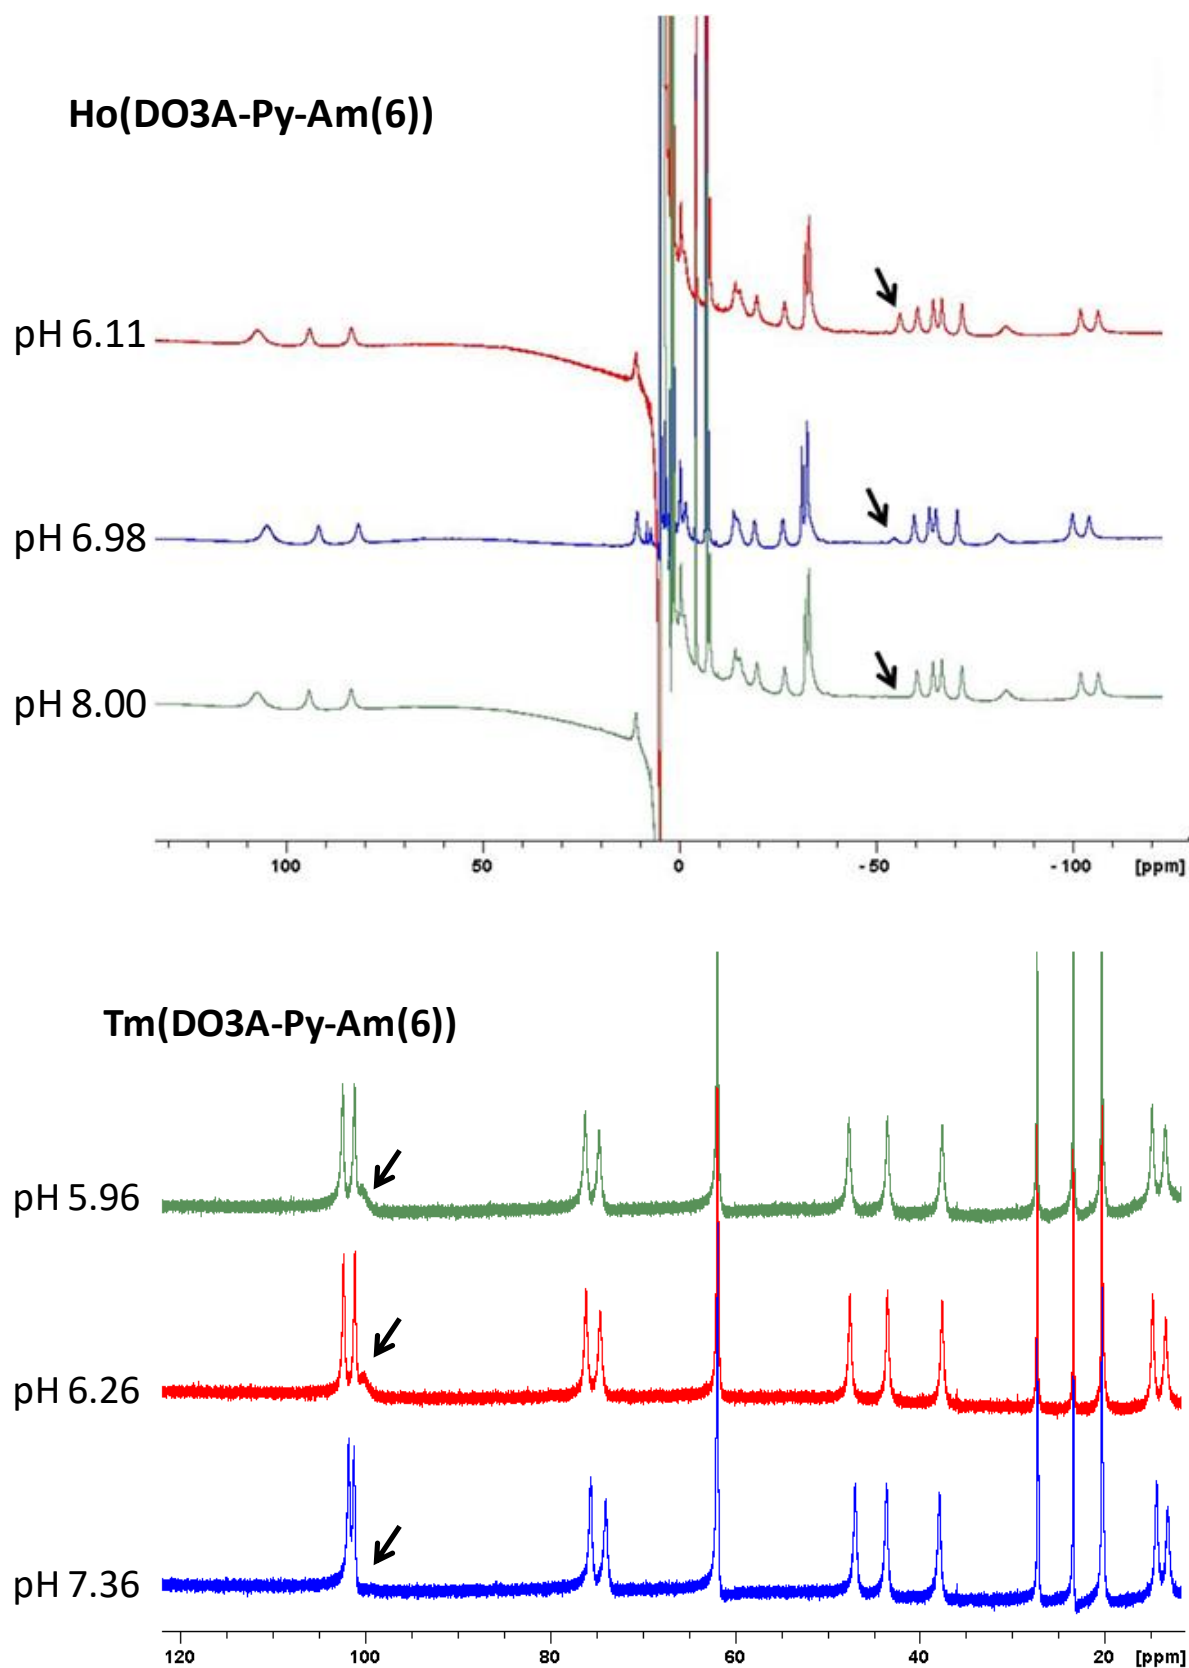 Ho(DO3A-Py-Am(6))
pH 6.11
pH 6.98
pH 8.00
100 50 0 -50 -100 [ppm]
Tm(DO3A-Py-Am(6))
pH 5.96
pH 6.26
pH 7.36
120 100 80 60 40 20 [ppm]